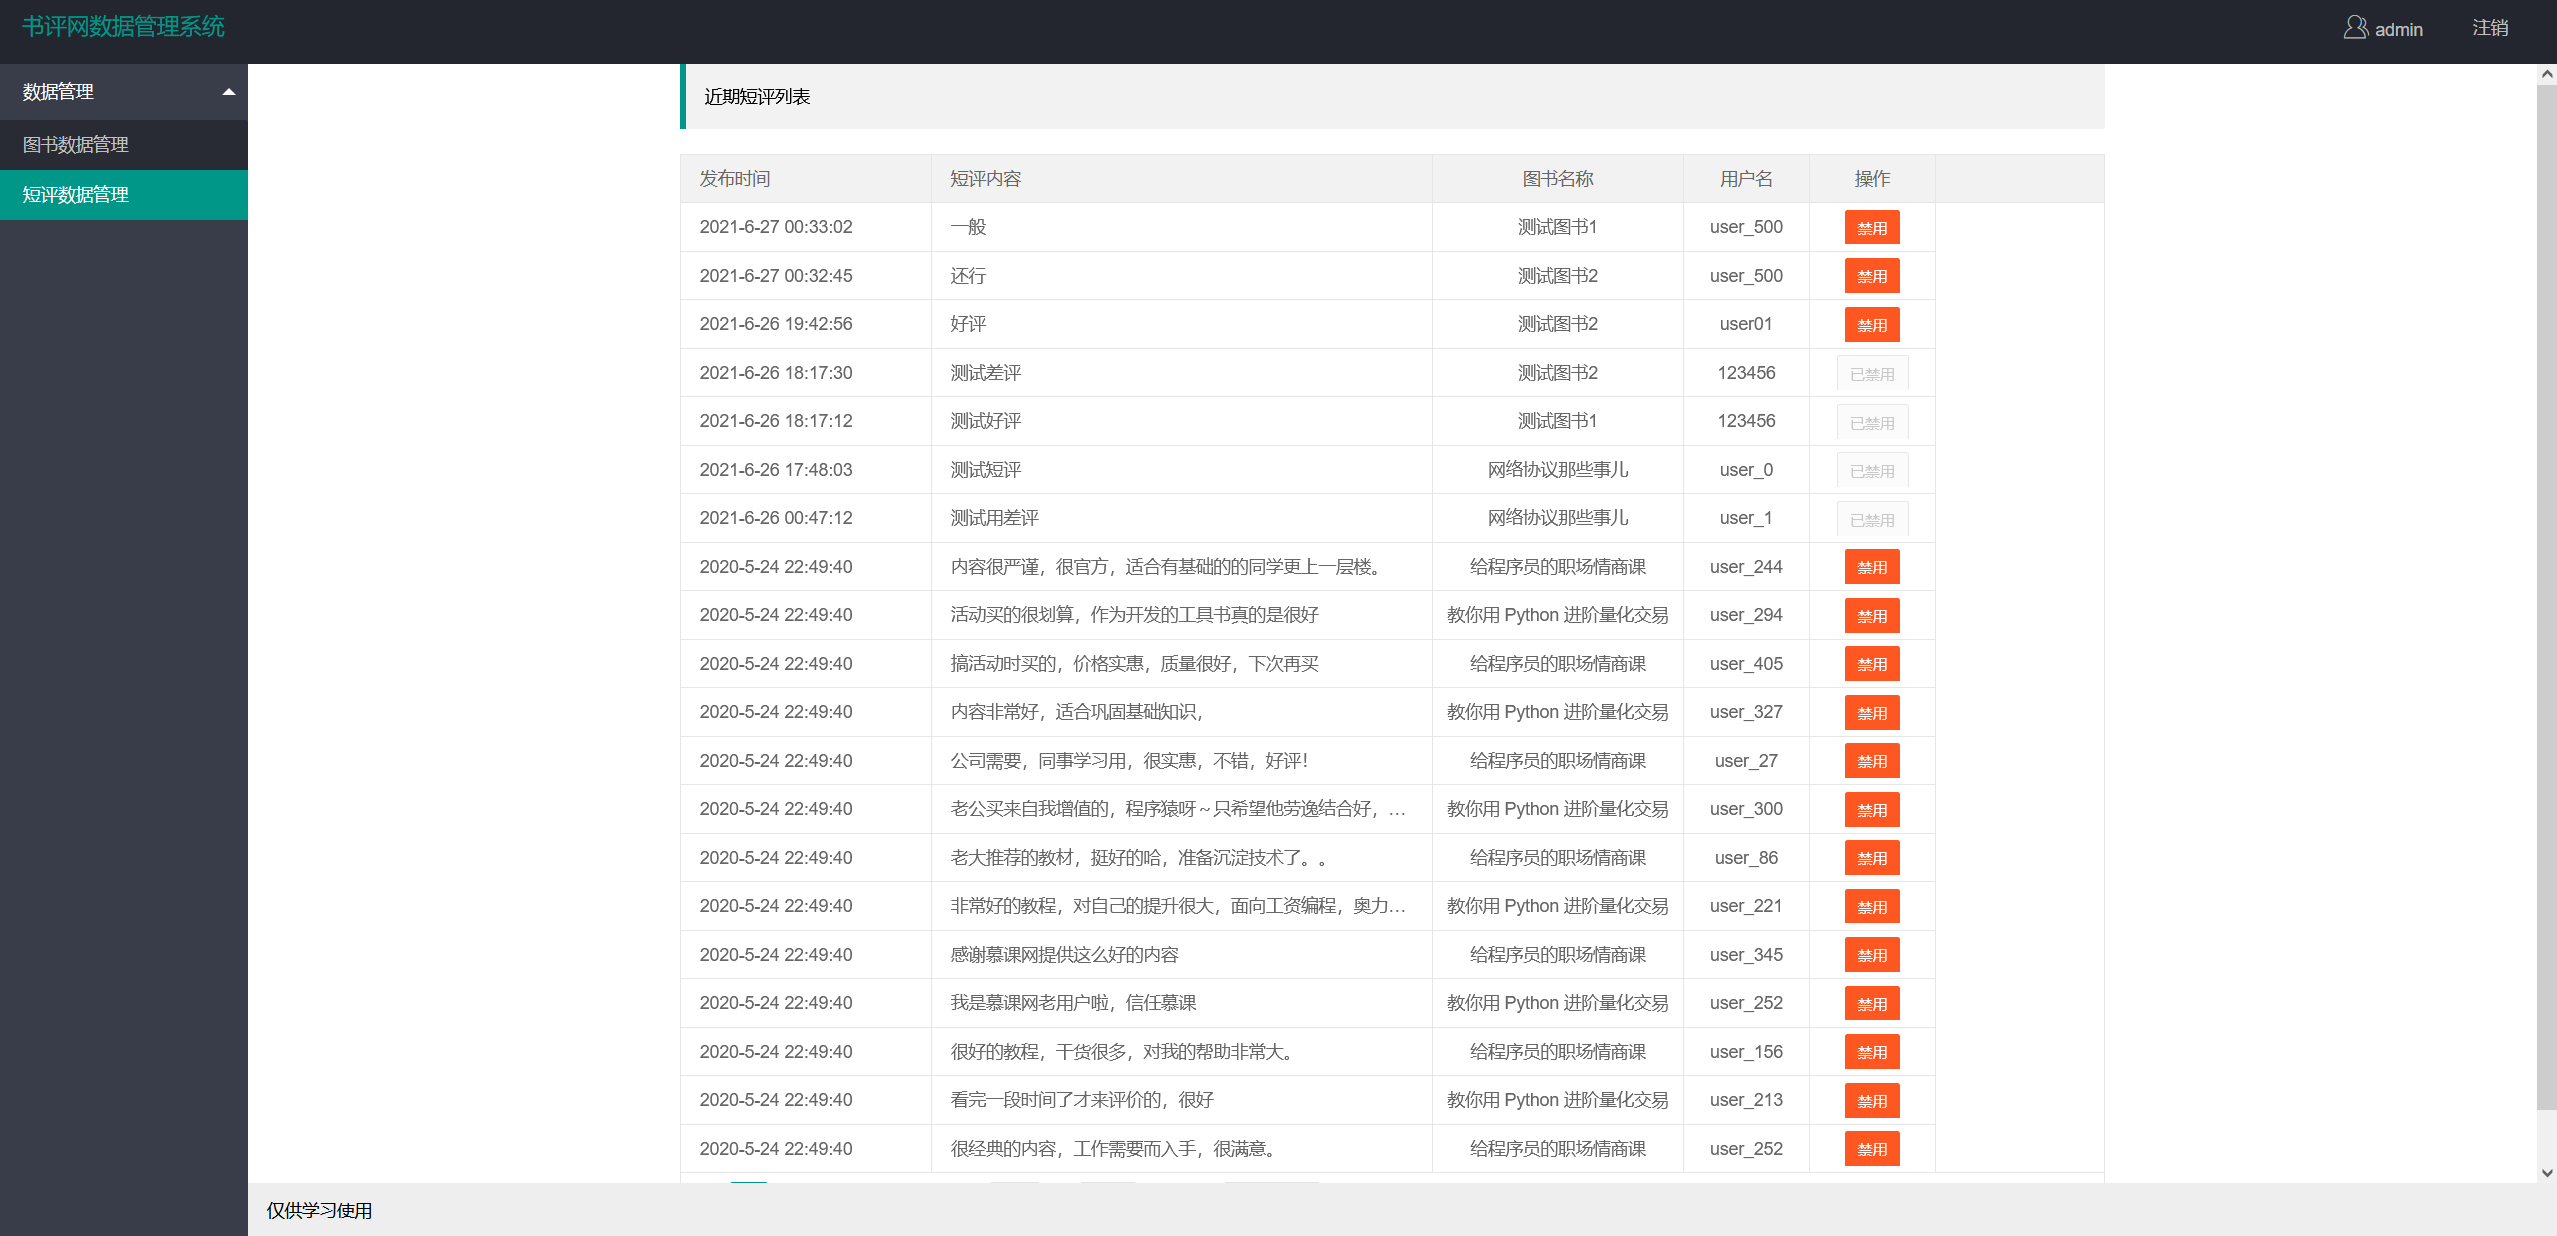 书评网数据管理系统
admin
注销
数据管理
图书数据管理
短评数据管理
近期短评列表
发布时间 短评内容 图书名称 用户名 操作
2021-6-27 00:33:02 一般 测试图书1 user_500 禁用
2021-6-27 00:32:45 还行 测试图书2 user_500 禁用
2021-6-26 19:42:56 好评 测试图书2 user01 禁用
2021-6-26 18:17:30 测试差评 测试图书2 123456 已禁用
2021-6-26 18:17:12 测试好评 测试图书1 123456 已禁用
2021-6-26 17:48:03 测试短评 网络协议那些事儿 user_0 已禁用
2021-6-26 00:47:12 测试用差评 网络协议那些事儿 user_1 已禁用
2020-5-24 22:49:40 内容很严谨，很官方，适合有基础的的同学更上一层楼。 给程序员的职场情商课 user_244 禁用
2020-5-24 22:49:40 活动买的很划算，作为开发的工具书真的是很好 教你用 Python 进阶量化交易 user_294 禁用
2020-5-24 22:49:40 搞活动时买的，价格实惠，质量很好，下次再买 给程序员的职场情商课 user_405 禁用
2020-5-24 22:49:40 内容非常好，适合巩固基础知识， 教你用 Python 进阶量化交易 user_327 禁用
2020-5-24 22:49:40 公司需要，同事学习用，很实惠，不错，好评！ 给程序员的职场情商课 user_27 禁用
2020-5-24 22:49:40 老公买来自我增值的，程序猿呀～只希望他劳逸结合好，… 教你用 Python 进阶量化交易 user_300 禁用
2020-5-24 22:49:40 老大推荐的教材，挺好的哈，准备沉淀技术了。。 给程序员的职场情商课 user_86 禁用
2020-5-24 22:49:40 非常好的教程，对自己的提升很大，面向工资编程，奥力… 教你用 Python 进阶量化交易 user_221 禁用
2020-5-24 22:49:40 感谢慕课网提供这么好的内容 给程序员的职场情商课 user_345 禁用
2020-5-24 22:49:40 我是慕课网老用户啦，信任慕课 教你用 Python 进阶量化交易 user_252 禁用
2020-5-24 22:49:40 很好的教程，干货很多，对我的帮助非常大。 给程序员的职场情商课 user_156 禁用
2020-5-24 22:49:40 看完一段时间了才来评价的，很好 教你用 Python 进阶量化交易 user_213 禁用
2020-5-24 22:49:40 很经典的内容，工作需要而入手，很满意。 给程序员的职场情商课 user_252 禁用
仅供学习使用